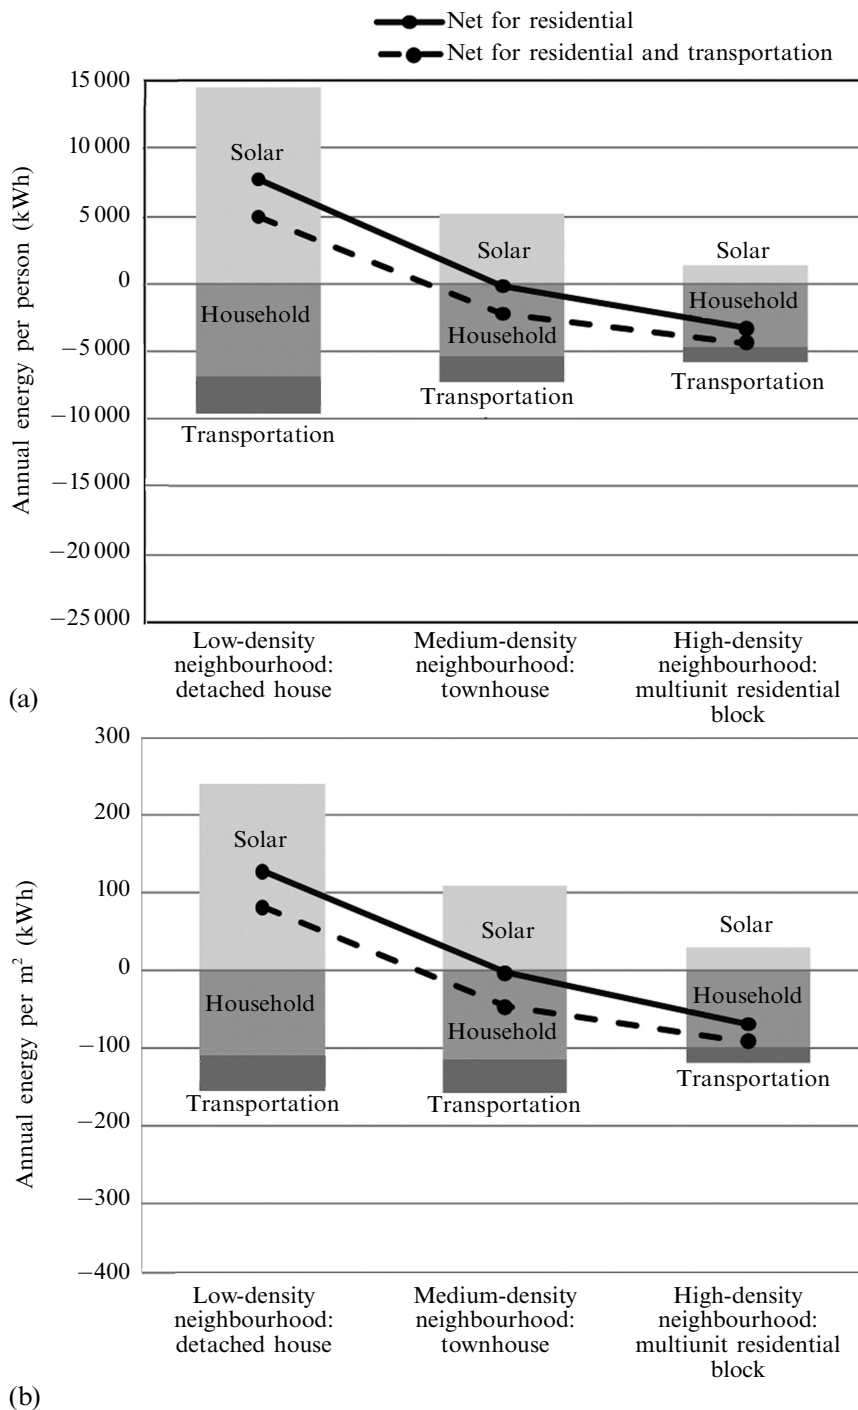 Net for residential
Net for residential and transportation
Annual energy per person (kWh)
15 000
10 000
5 000
0
−5 000
−10 000
−15 000
−20 000
−25 000
Solar
Household
Transportation
Solar
Household
Transportation
Solar
Household
Transportation
Low-density
neighbourhood:
detached house
Medium-density
neighbourhood:
townhouse
High-density
neighbourhood:
multiunit residential
block
(a)
Annual energy per m² (kWh)
300
200
100
0
−100
−200
−300
−400
Solar
Household
Transportation
Solar
Household
Transportation
Solar
Household
Transportation
Low-density
neighbourhood:
detached house
Medium-density
neighbourhood:
townhouse
High-density
neighbourhood:
multiunit residential
block
(b)